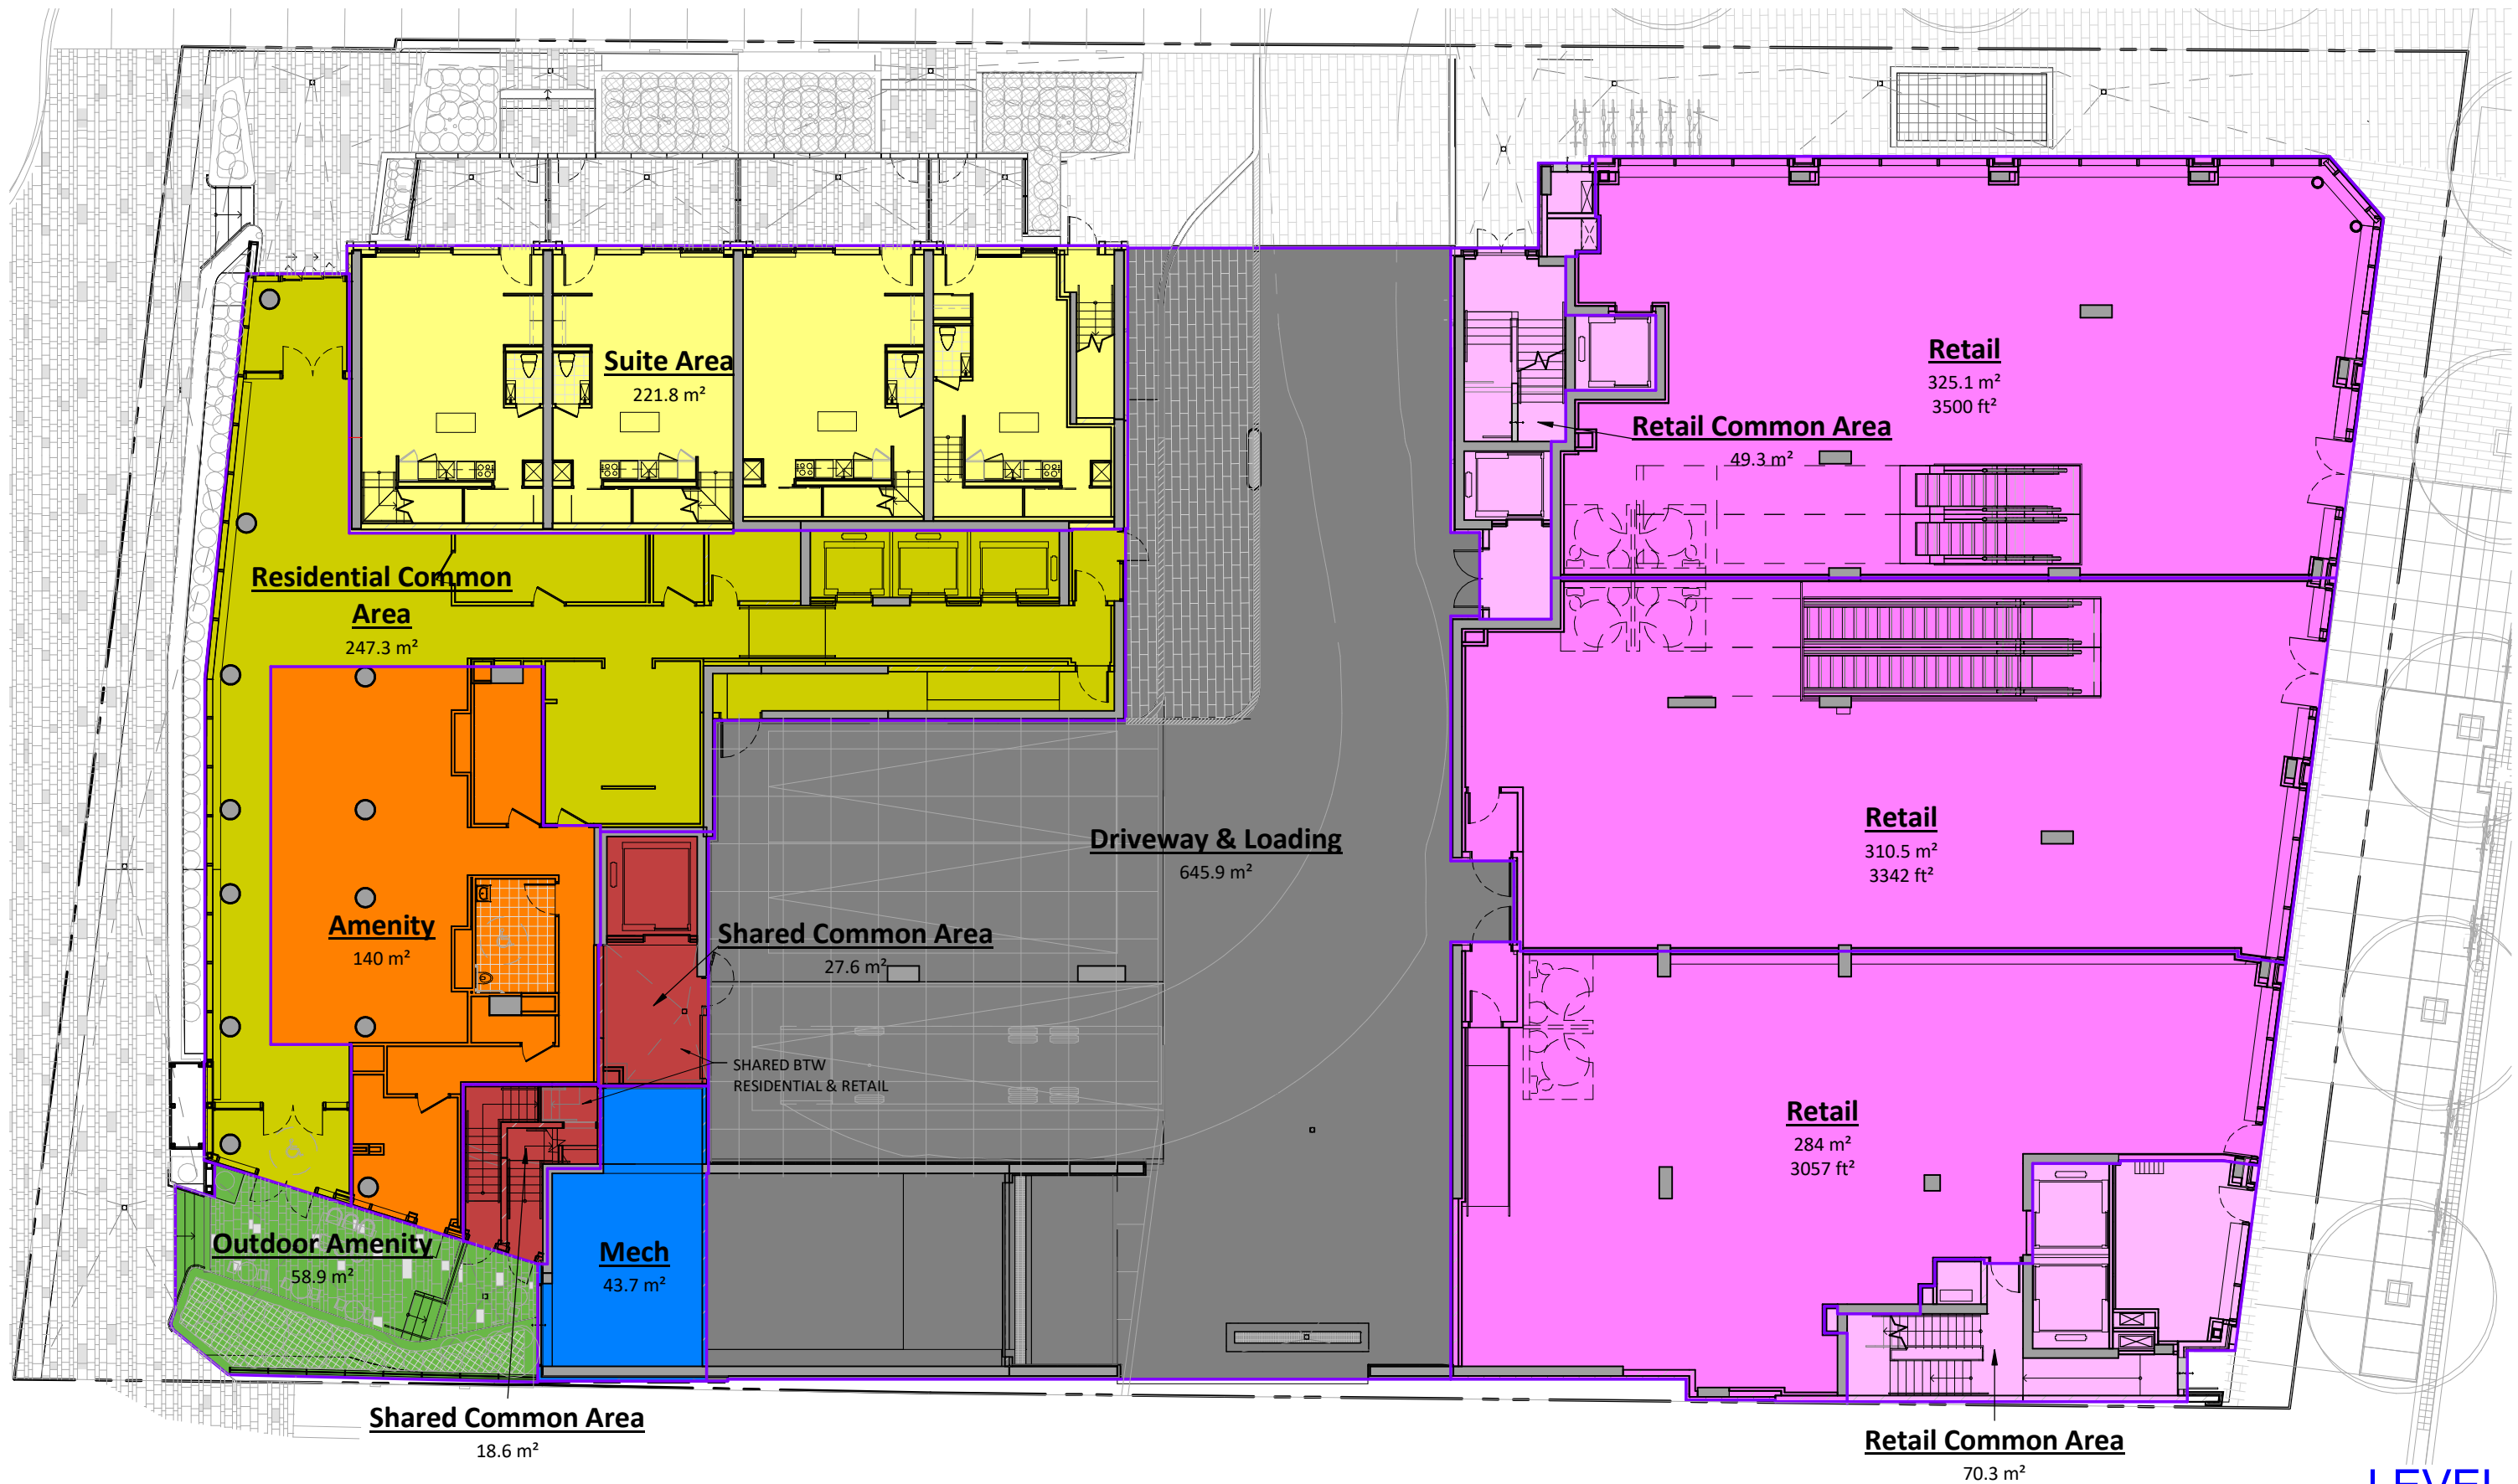 Suite Area
221.8 m²
Retail
325.1 m²
3500 ft²
Retail Common Area
49.3 m²
Residential Common
Area
247.3 m²
Retail
310.5 m²
3342 ft²
Driveway & Loading
645.9 m²
Amenity
140 m²
Shared Common Area
27.6 m²
SHARED BTW
RESIDENTIAL & RETAIL
Retail
284 m²
3057 ft²
Outdoor Amenity
58.9 m²
Mech
43.7 m²
Shared Common Area
18.6 m²
Retail Common Area
70.3 m²
LEVEL